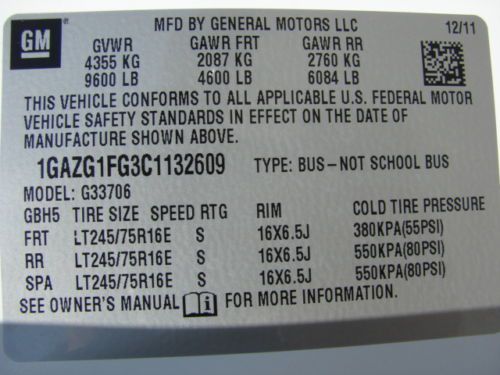 GM MFD BY GENERAL MOTORS LLC 12/11
GVWR GAWR FRT GAWR RR
4355 KG 2087 KG 2760 KG
9600 LB 4600 LB 6084 LB
THIS VEHICLE CONFORMS TO ALL APPLICABLE U.S. FEDERAL MOTOR
VEHICLE SAFETY STANDARDS IN EFFECT ON THE DATE OF
MANUFACTURE SHOWN ABOVE.
1GAZG1FG3C1132609 TYPE: BUS–NOT SCHOOL BUS
MODEL: G33706
GBH5 TIRE SIZE SPEED RTG RIM COLD TIRE PRESSURE
FRT LT245/75R16E S 16X6.5J 380KPA(55PSI)
RR LT245/75R16E S 16X6.5J 550KPA(80PSI)
SPA LT245/75R16E S 16X6.5J 550KPA(80PSI)
SEE OWNER'S MANUAL i FOR MORE INFORMATION.